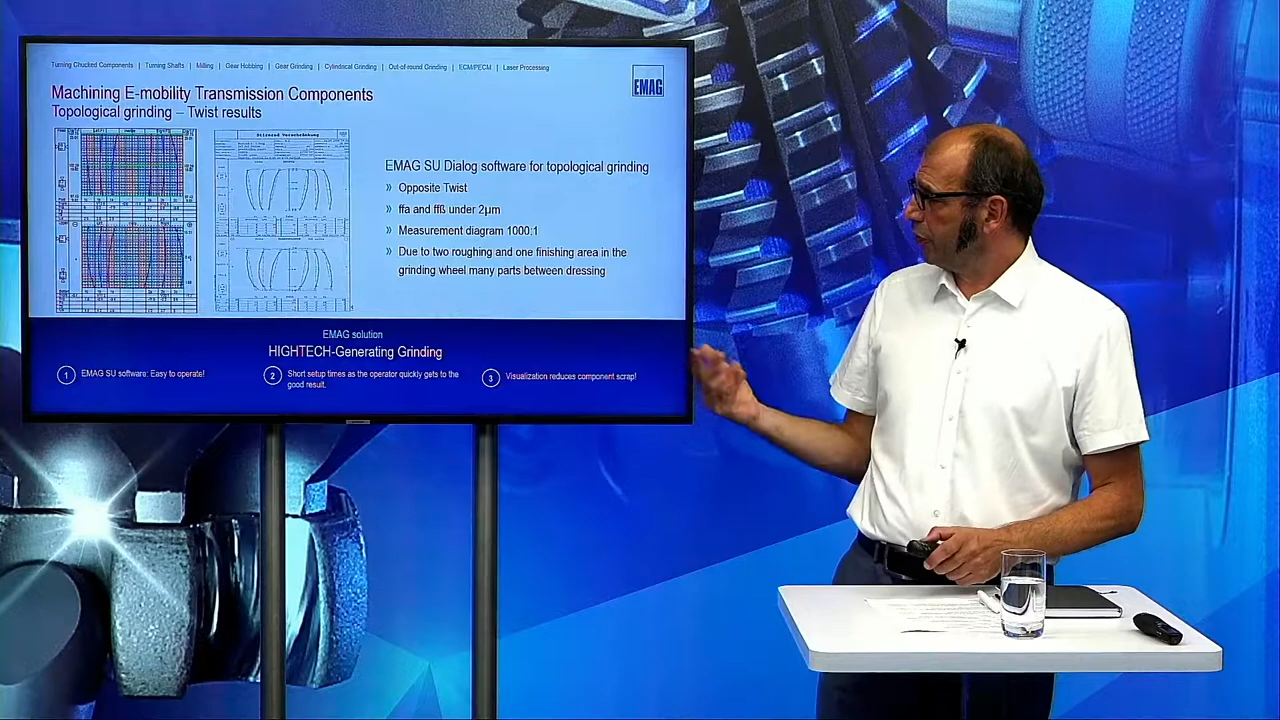 Turning Chucked Components | Turning Shafts | Milling | Gear Hobbing | Gear Grinding | Cylindrical Grinding | Out-of-round Grinding | ECM/PECM | Laser Processing
EMAG
Machining E-mobility Transmission Components
Topological grinding – Twist results
Stirnrad Verschränkung
EMAG SU Dialog software for topological grinding
» Opposite Twist
» ffa and ffß under 2µm
» Measurement diagram 1000:1
» Due to two roughing and one finishing area in the
grinding wheel many parts between dressing
EMAG solution
HIGHTECH-Generating Grinding
1 EMAG SU software: Easy to operate!
2 Short setup times as the operator quickly gets to the
good result.
3 Visualization reduces component scrap!